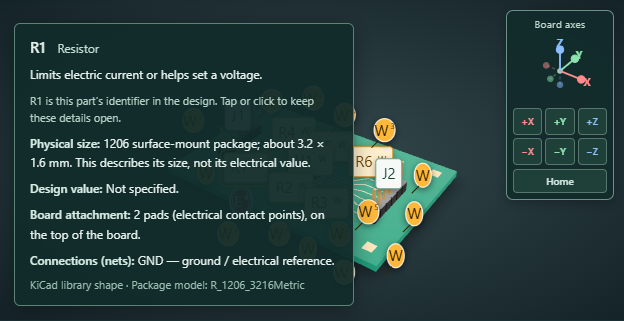 R1 Resistor
Limits electric current or helps set a voltage.
R1 is this part's identifier in the design. Tap or click to keep
these details open.
Physical size: 1206 surface-mount package; about 3.2 ×
1.6 mm. This describes its size, not its electrical value.
Design value: Not specified.
Board attachment: 2 pads (electrical contact points), on
the top of the board.
Connections (nets): GND — ground / electrical reference.
KiCad library shape · Package model: R_1206_3216Metric
W
R6
J2
W
W
W
W
Board axes
Z
Y
X
+X +Y +Z
−X −Y −Z
Home